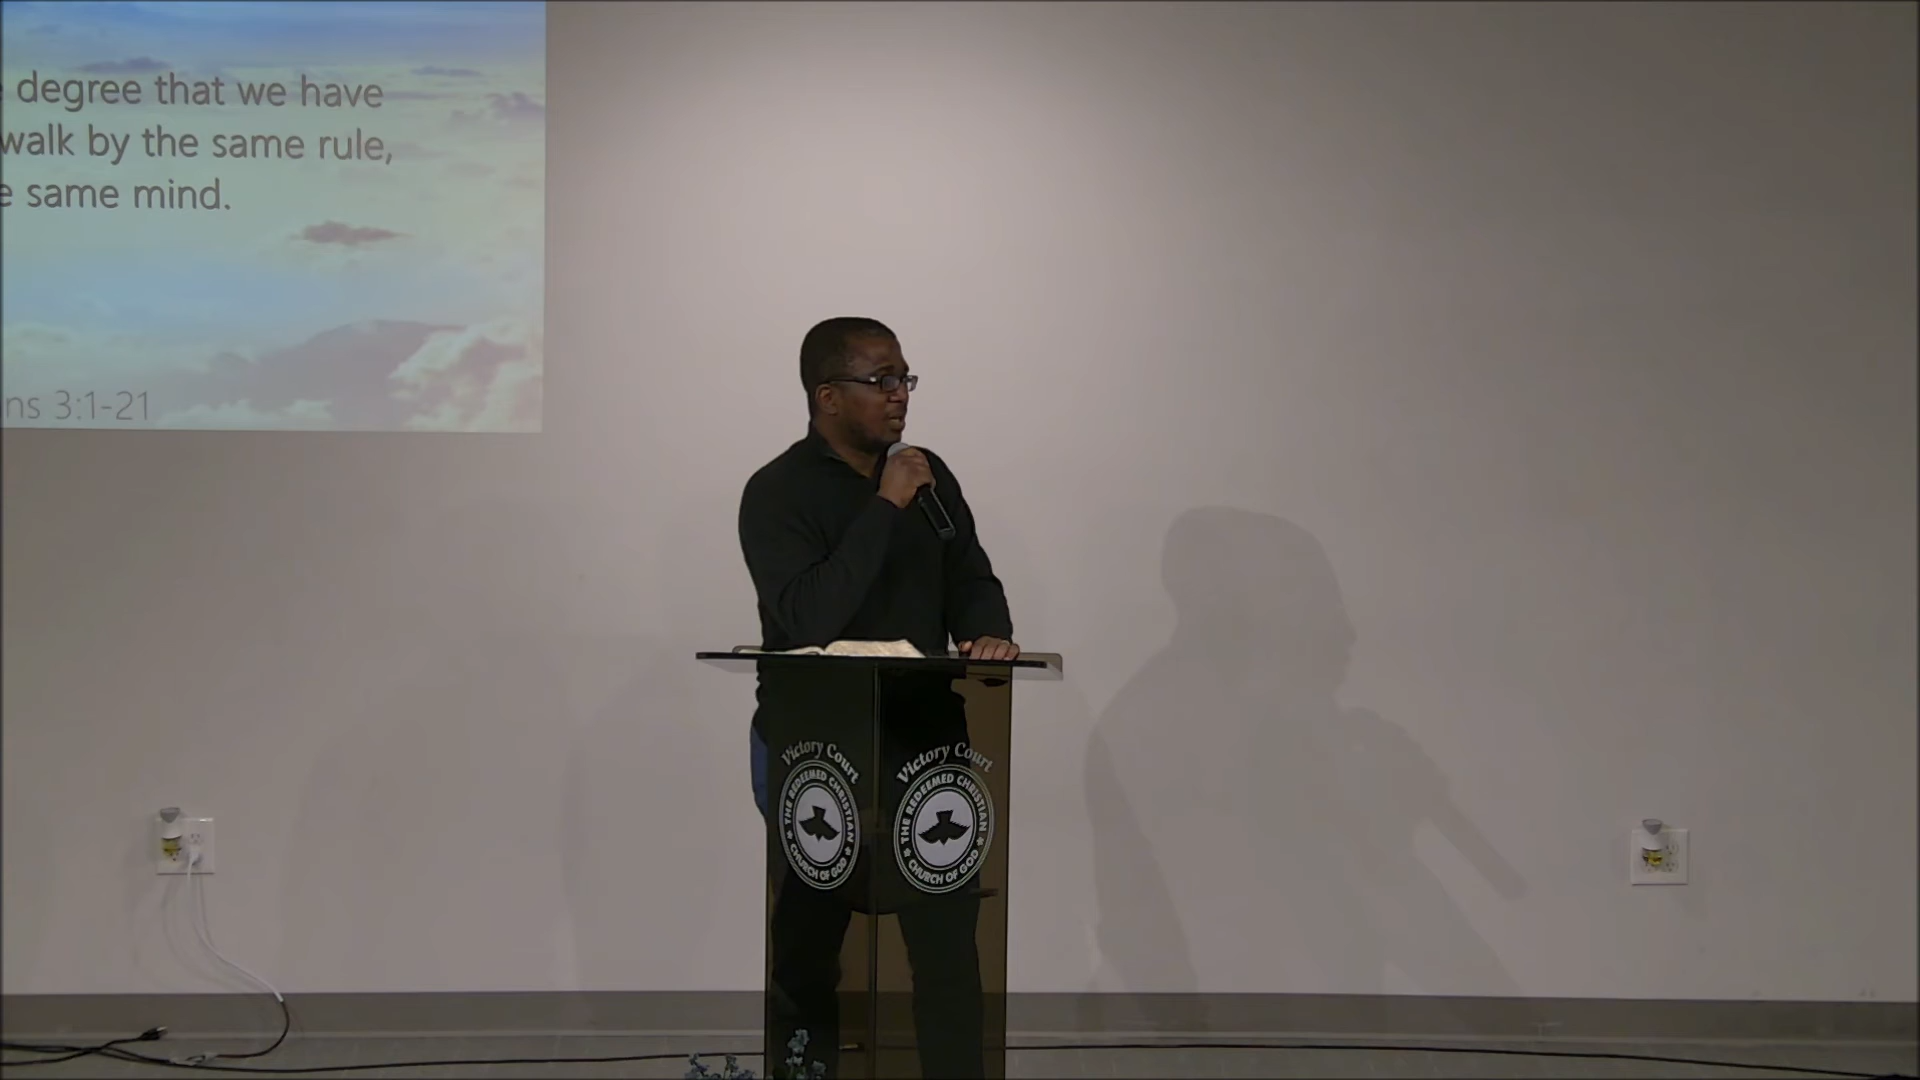 degree that we have
walk by the same rule,
same mind.
ns 3:1-21
Victory Court
THE REDEEMED CHRISTIAN
CHURCH OF GOD
Victory Court
THE REDEEMED CHRISTIAN
CHURCH OF GOD